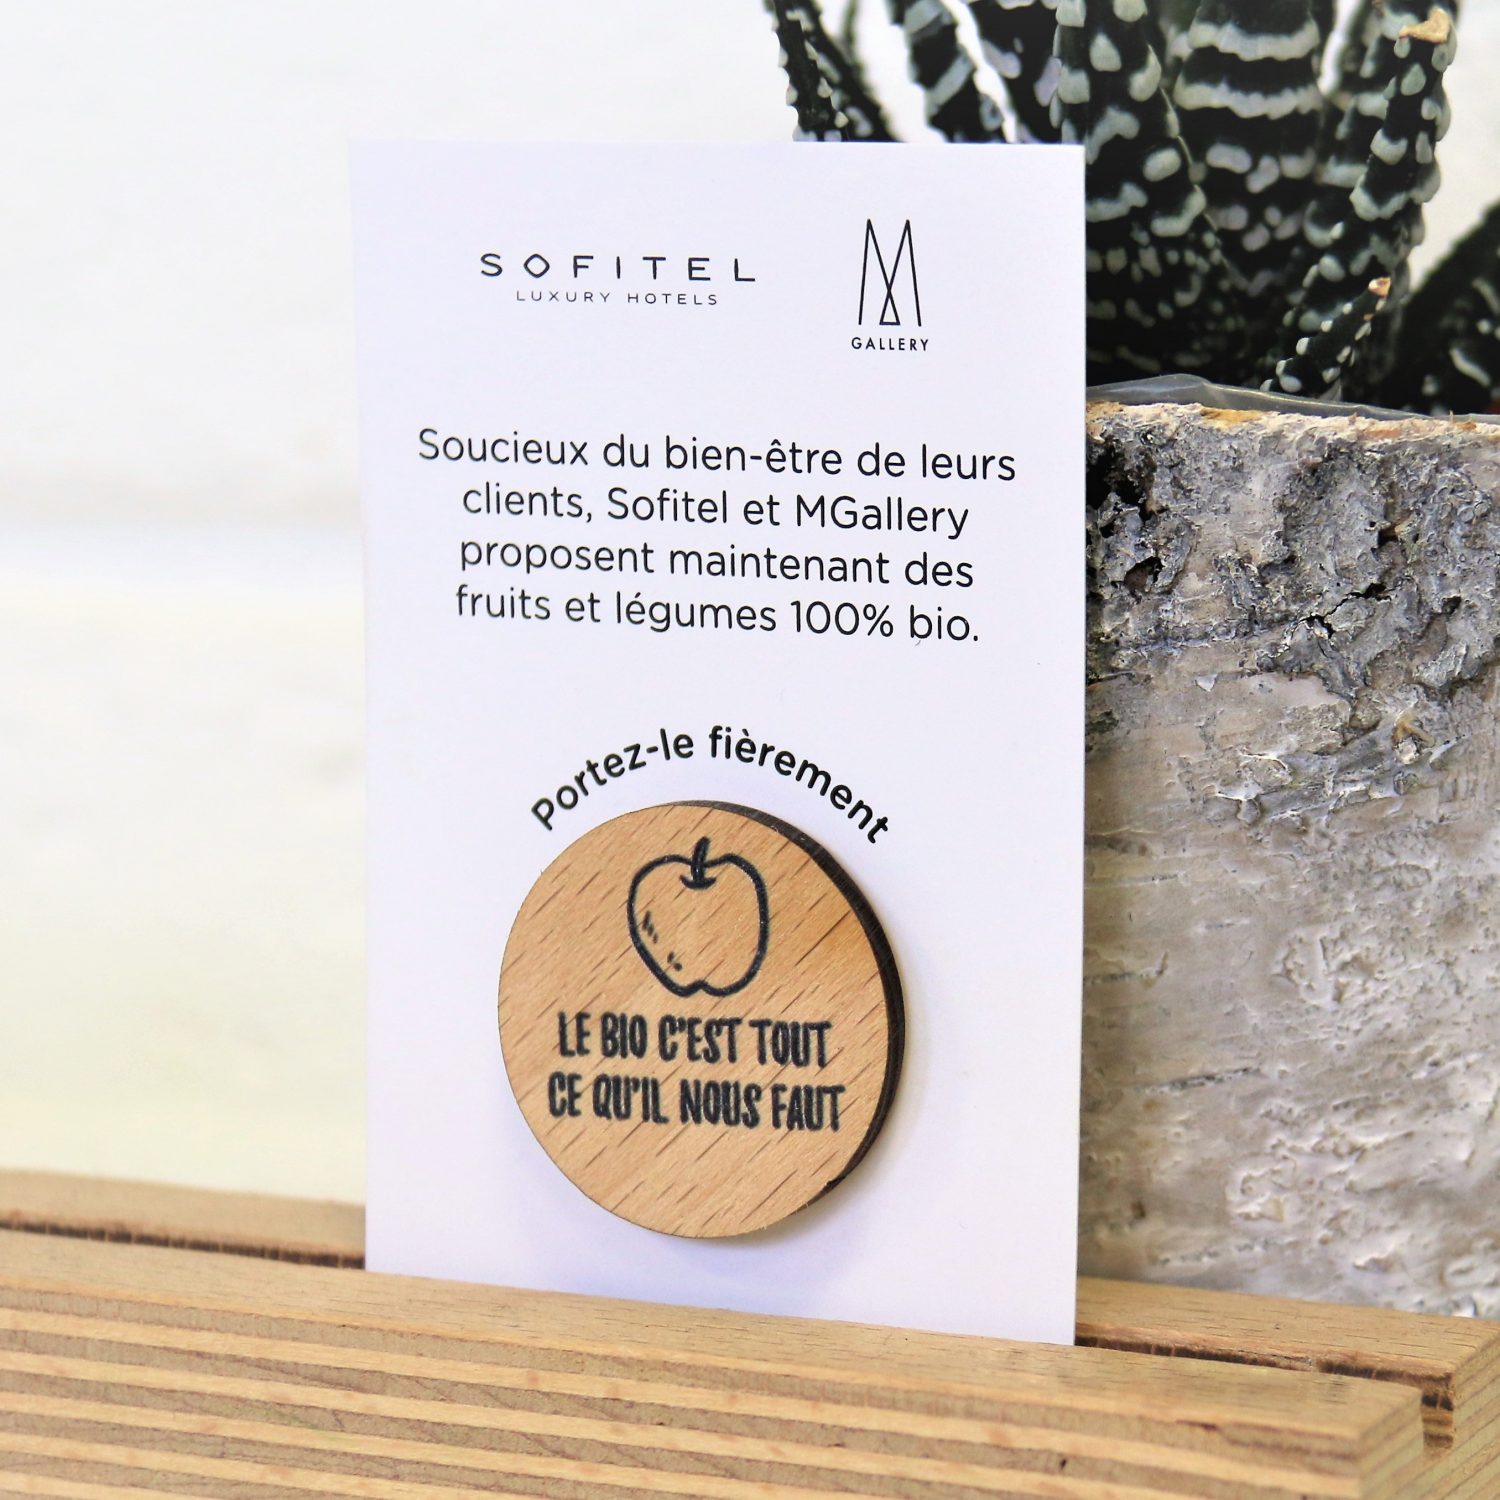 SOFITEL
LUXURY HOTELS
M
GALLERY
Soucieux du bien-être de leurs
clients, Sofitel et MGallery
proposent maintenant des
fruits et légumes 100% bio.
Portez-le fièrement
LE BIO C'EST TOUT
CE QU'IL NOUS FAUT